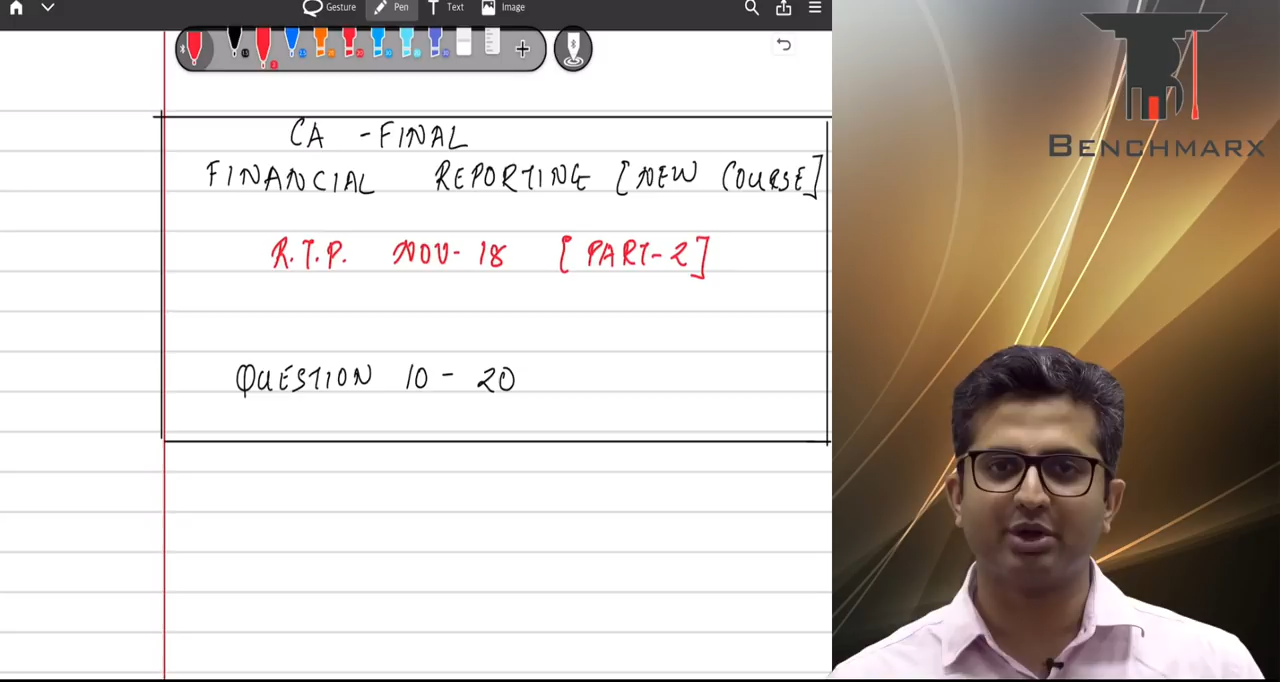 Gesture Pen Text Image
CA - FINAL
FINANCIAL REPORTING [NEW COURSE]
R.T.P. NOV-18 [PART-2]
QUESTION 10 - 20
BENCHMARX